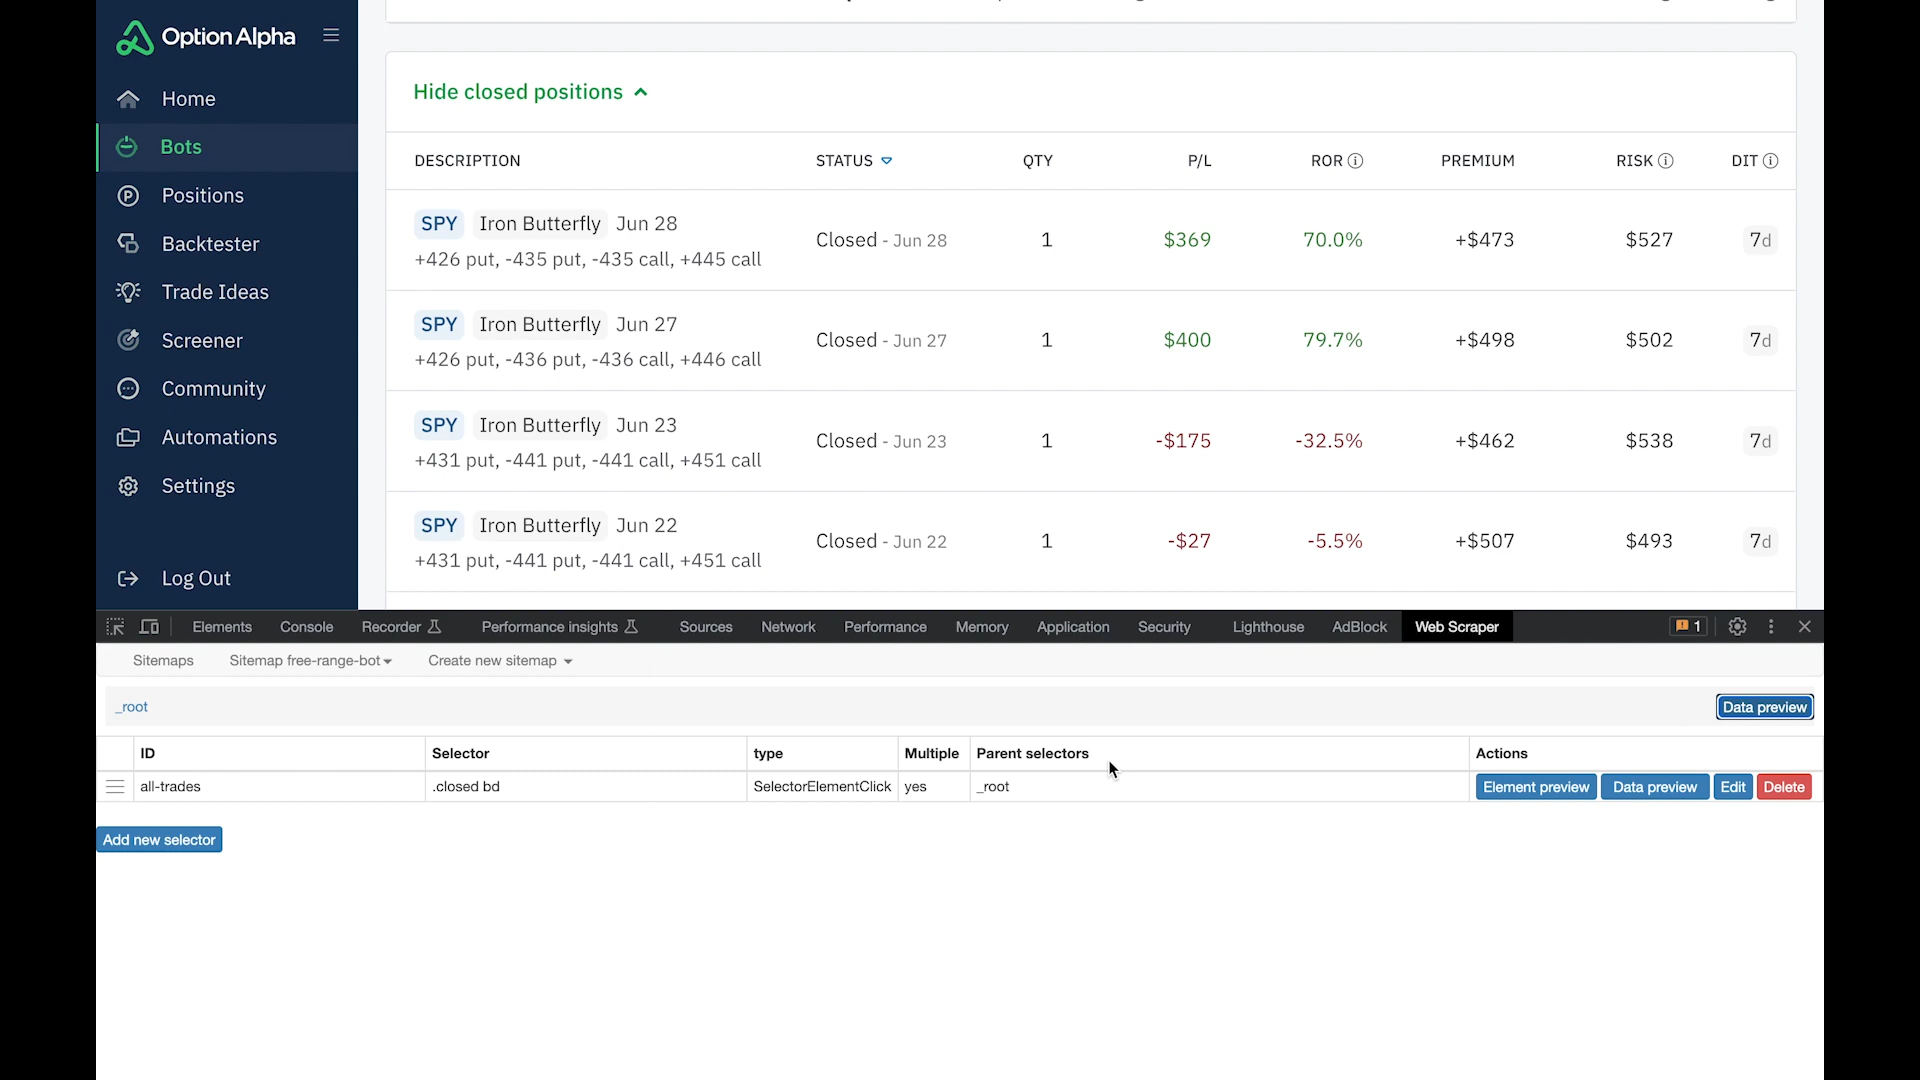 Option Alpha
Home
Bots
Positions
Backtester
Trade Ideas
Screener
Community
Automations
Settings
Log Out
Hide closed positions
DESCRIPTION STATUS QTY P/L ROR PREMIUM RISK DIT
SPY Iron Butterfly Jun 28
+426 put, -435 put, -435 call, +445 call
Closed - Jun 28 1 $369 70.0% +$473 $527 7d
SPY Iron Butterfly Jun 27
+426 put, -436 put, -436 call, +446 call
Closed - Jun 27 1 $400 79.7% +$498 $502 7d
SPY Iron Butterfly Jun 23
+431 put, -441 put, -441 call, +451 call
Closed - Jun 23 1 -$175 -32.5% +$462 $538 7d
SPY Iron Butterfly Jun 22
+431 put, -441 put, -441 call, +451 call
Closed - Jun 22 1 -$27 -5.5% +$507 $493 7d
Elements Console Recorder Performance insights Sources Network Performance Memory Application Security Lighthouse AdBlock Web Scraper 1
Sitemaps Sitemap free-range-bot Create new sitemap
_root Data preview
ID Selector type Multiple Parent selectors Actions
all-trades .closed bd SelectorElementClick yes _root Element preview Data preview Edit Delete
Add new selector